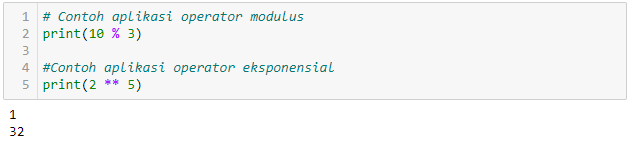 1 # Contoh aplikasi operator modulus
2 print(10 % 3)
3
4 #Contoh aplikasi operator eksponensial
5 print(2 ** 5)
1
32